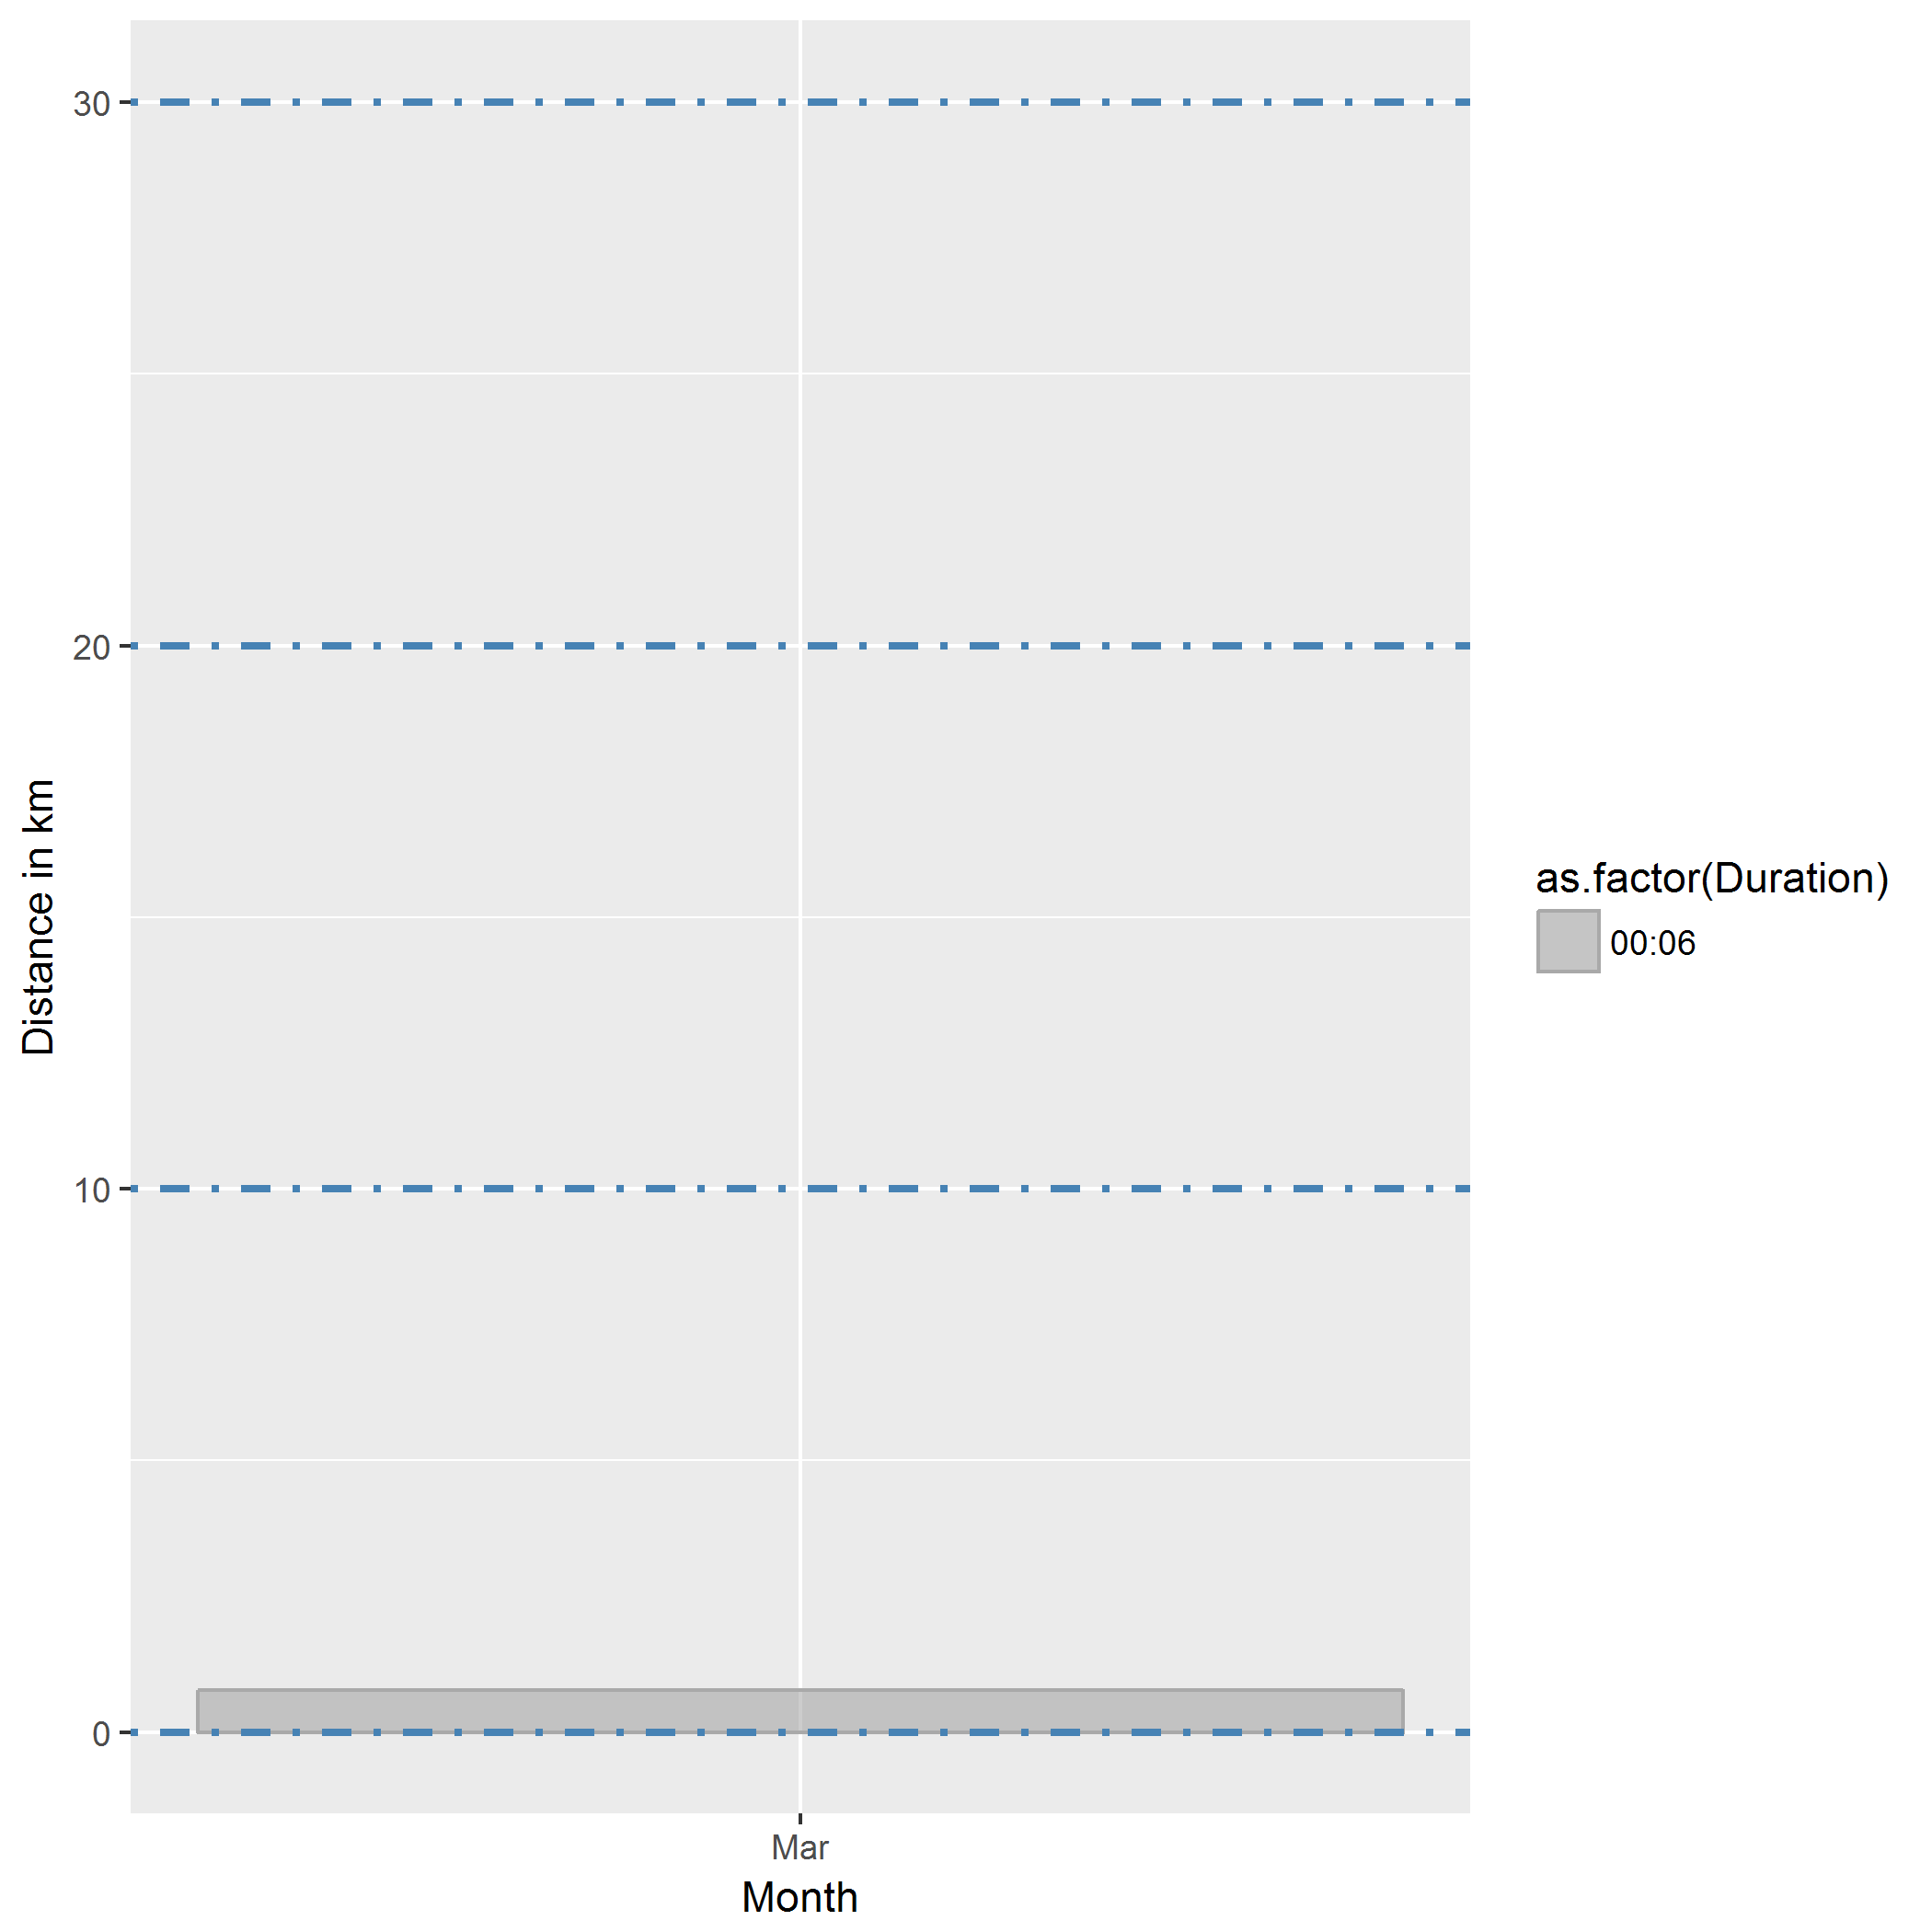 30
20
10
0
Distance in km
Mar
Month
as.factor(Duration)
00:06